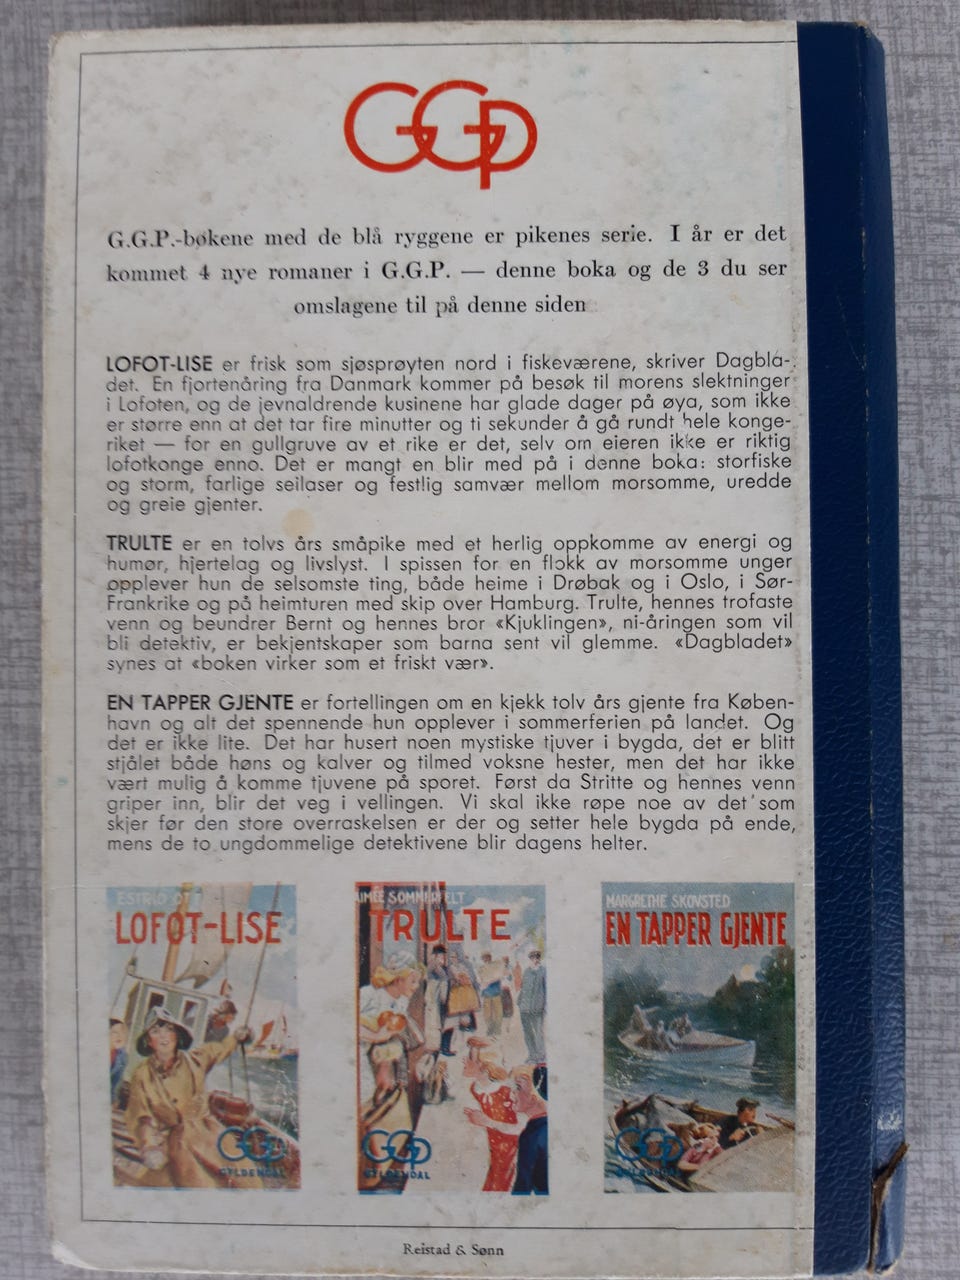 GGP
G.G.P.-bøkene med de blå ryggene er pikenes serie. I år er det
kommet 4 nye romaner i G.G.P. — denne boka og de 3 du ser
omslagene til på denne siden
LOFOT-LISE er frisk som sjøsprøyten nord i fiskeværene, skriver Dagbla-
det. En fjortenåring fra Danmark kommer på besøk til morens slektninger
i Lofoten, og de jevnaldrende kusinene har glade dager på øya, som ikke
er større enn at det tar fire minutter og ti sekunder å gå rundt hele konge-
riket — for en gullgruve av et rike er det, selv om eieren ikke er riktig
lofotkonge enno. Det er mangt en blir med på i denne boka: storfiske
og storm, farlige seilaser og festlig samvær mellom morsomme, uredde
og greie gjenter.
TRULTE er en tolvs års småpike med et herlig oppkomme av energi og
humør, hjertelag og livslyst. I spissen for en flokk av morsomme unger
opplever hun de selsomste ting, både heime i Drøbak og i Oslo, i Sør-
Frankrike og på heimturen med skip over Hamburg. Trulte, hennes trofaste
venn og beundrer Bernt og hennes bror «Kjuklingen», ni-åringen som vil
bli detektiv, er bekjentskaper som barna sent vil glemme. «Dagbladet»
synes at «boken virker som et friskt vær».
EN TAPPER GJENTE er fortellingen om en kjekk tolv års gjente fra Køben-
havn og alt det spennende hun opplever i sommerferien på landet. Og
det er ikke lite. Det har husert noen mystiske tjuver i bygda, det er blitt
stjålet både høns og kalver og tilmed voksne hester, men det har ikke
vært mulig å komme tjuvene på sporet. Først da Stritte og hennes venn
griper inn, blir det veg i vellingen. Vi skal ikke røpe noe av det som
skjer før den store overraskelsen er der og setter hele bygda på ende,
mens de to ungdommelige detektivene blir dagens helter.
ESTRID OTT
LOFOT-LISE
GGP
GYLDENDAL
AIMÉE SOMMERFELT
TRULTE
GGP
GYLDENDAL
MARGRETHE SKOVSTED
EN TAPPER GJENTE
GGP
GYLDENDAL
Reistad & Sønn